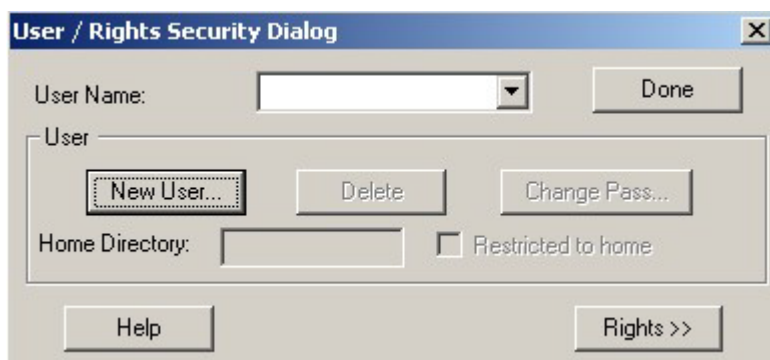 User / Rights Security Dialog
User Name:
Done
User
New User...
Delete
Change Pass...
Home Directory:
Restricted to home
Help
Rights >>